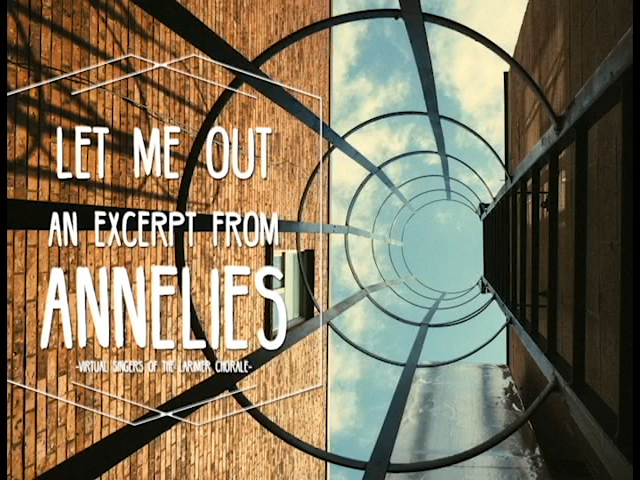 LET ME OUT
AN EXCERPT FROM
ANNELIES
-VIRTUAL SINGERS OF THE LARIMER CHORALE-